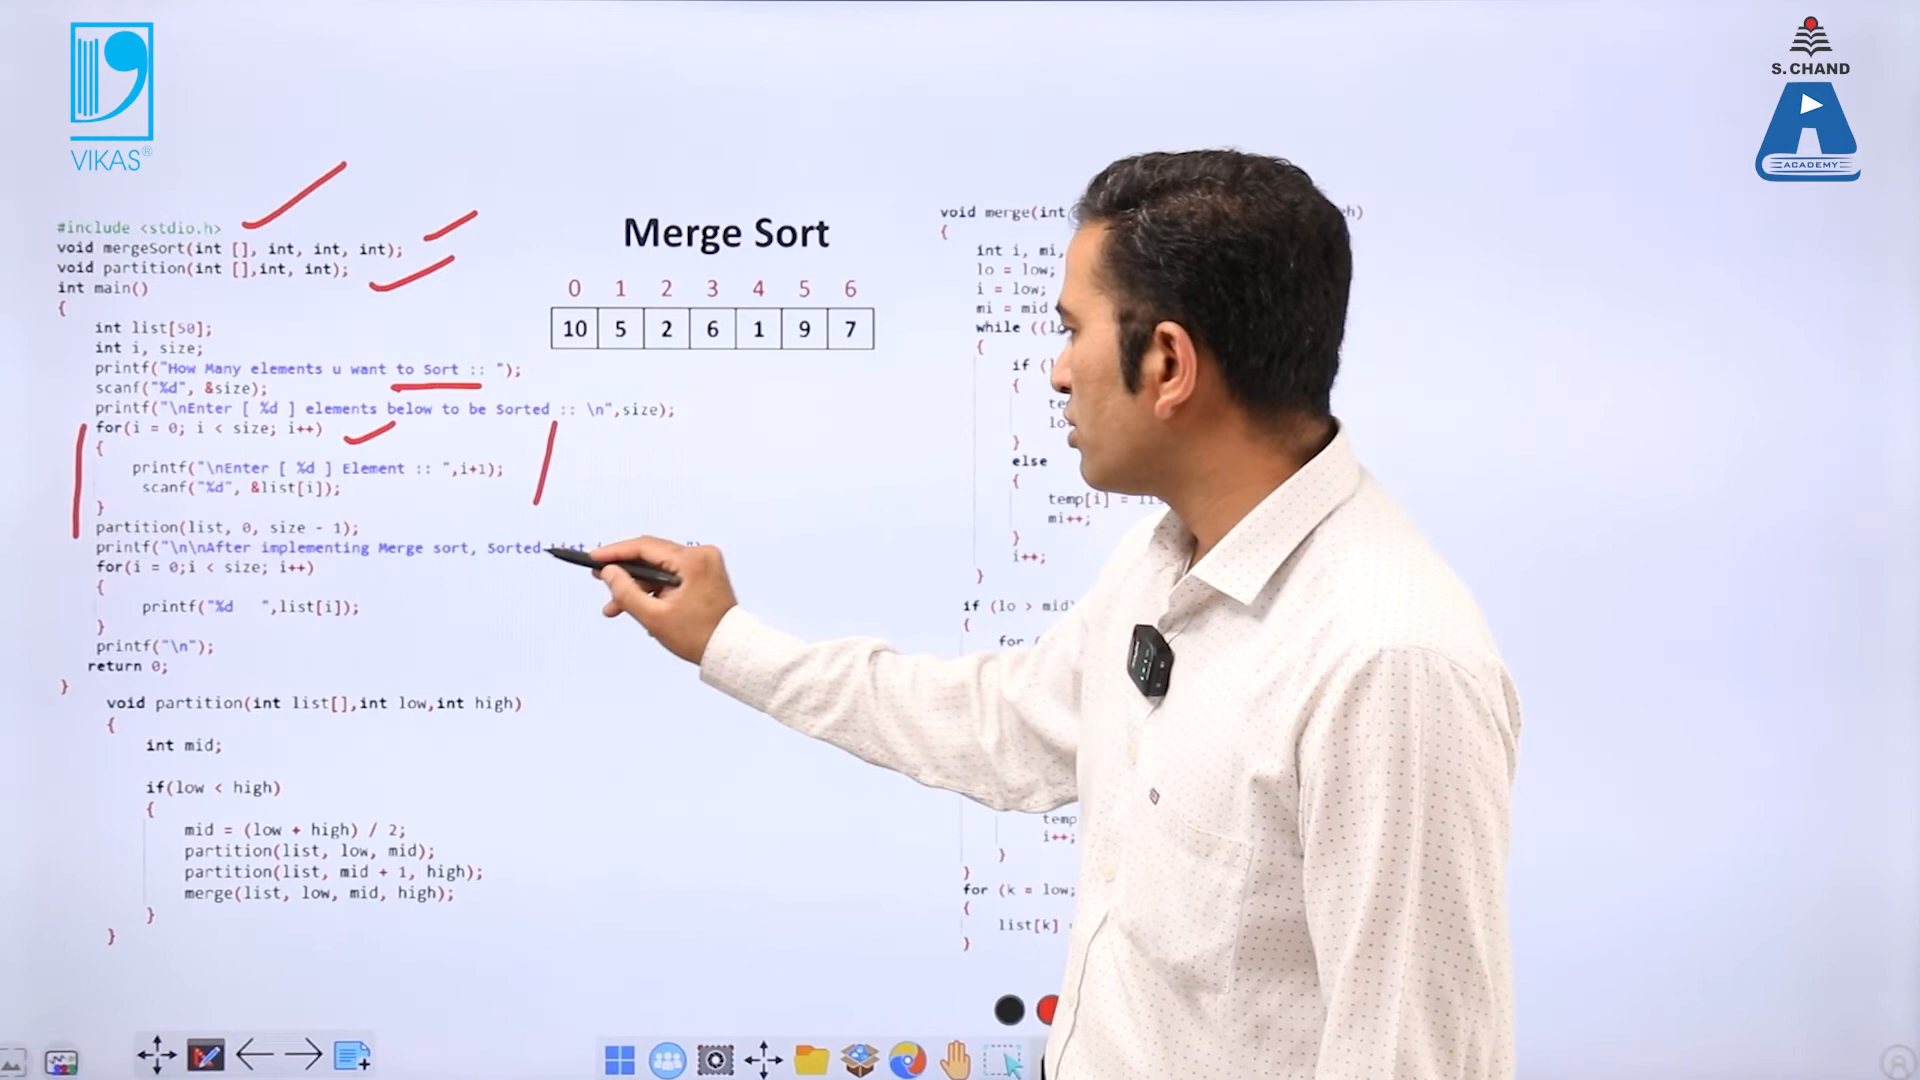 VIKAS®
S. CHAND
ACADEMY
#include <stdio.h>
void mergeSort(int [], int, int, int);
void partition(int [],int, int);
int main()
{
int list[50];
int i, size;
printf("How Many elements u want to Sort :: ");
scanf("%d", &size);
printf("\nEnter [ %d ] elements below to be Sorted :: \n",size);
for(i = 0; i < size; i++)
{
printf("\nEnter [ %d ] Element :: ",i+1);
scanf("%d", &list[i]);
}
partition(list, 0, size - 1);
printf("\n\nAfter implementing Merge sort, Sorted List
for(i = 0;i < size; i++)
{
printf("%d   ",list[i]);
}
printf("\n");
return 0;
}
void partition(int list[],int low,int high)
{
int mid;
if(low < high)
{
mid = (low + high) / 2;
partition(list, low, mid);
partition(list, mid + 1, high);
merge(list, low, mid, high);
}
}
Merge Sort
0 1 2 3 4 5 6
10 5 2 6 1 9 7
void merge(int
{
int i, mi,
lo = low;
i = low;
mi = mid
while
{
if
{
}
else
{
temp[i] =
mi++;
}
i++;
}
if (lo > mid)
{
for
temp
i++;
}
}
for (k = low;
{
list[k]
}